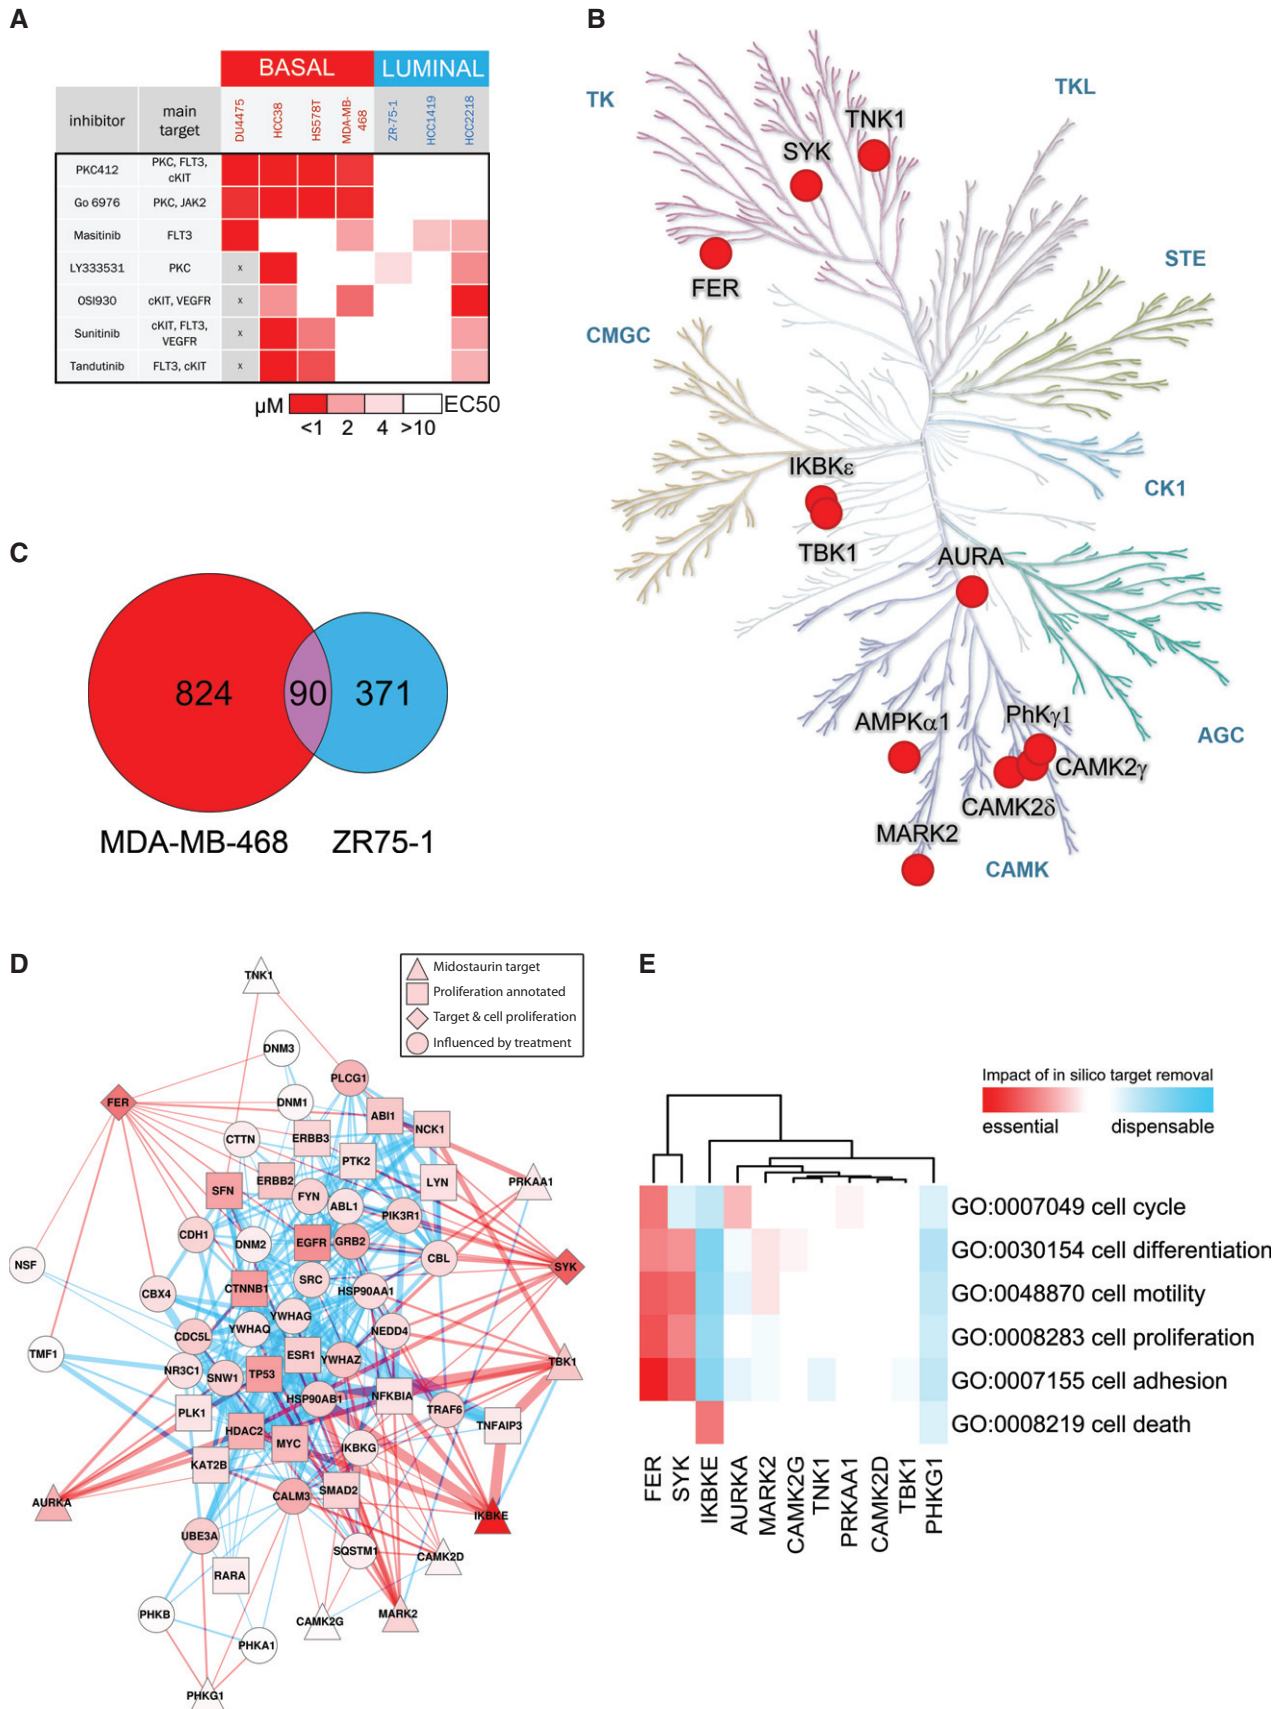 A
BASAL LUMINAL
inhibitor
main
target
DU4475
HCC38
HS578T
MDA-MB-
468
ZR-75-1
HCC1419
HCC2218
PKC412
PKC, FLT3,
cKIT
Go 6976
PKC, JAK2
Masitinib
FLT3
LY333531
PKC
x
OSI930
cKIT, VEGFR
x
Sunitinib
cKIT, FLT3,
VEGFR
x
Tandutinib
FLT3, cKIT
x
µM
EC50
<1 2 4 >10
B
TK
TKL
TNK1
SYK
STE
FER
CMGC
IKBKε
CK1
TBK1
AURA
AMPKα1
PhKγ1
AGC
CAMK2γ
CAMK2δ
MARK2
CAMK
C
824
90
371
MDA-MB-468
ZR75-1
D
Midostaurin target
Proliferation annotated
Target & cell proliferation
Influenced by treatment
TNK1
DNM3
PLCG1
FER
DNM1
ABI1
NCK1
CTTN
ERBB3
PTK2
LYN
PRKAA1
SFN
ERBB2
FYN
ABL1
PIK3R1
CDH1
DNM2
EGFR
GRB2
CBL
NSF
SYK
CBX4
CTNNB1
SRC
HSP90AA1
YWHAG
CDC5L
YWHAQ
NEDD4
TMF1
ESR1
YWHAZ
TBK1
NR3C1
SNW1
TP53
HSP90AB1
NFKBIA
TRAF6
PLK1
TNFAIP3
HDAC2
MYC
IKBKG
KAT2B
SMAD2
AURKA
CALM3
IKBKE
UBE3A
SQSTM1
CAMK2D
RARA
PHKB
CAMK2G
MARK2
PHKA1
PHKG1
E
Impact of in silico target removal
essential
dispensable
GO:0007049 cell cycle
GO:0030154 cell differentiation
GO:0048870 cell motility
GO:0008283 cell proliferation
GO:0007155 cell adhesion
GO:0008219 cell death
FER
SYK
IKBKE
AURKA
MARK2
CAMK2G
TNK1
PRKAA1
CAMK2D
TBK1
PHKG1